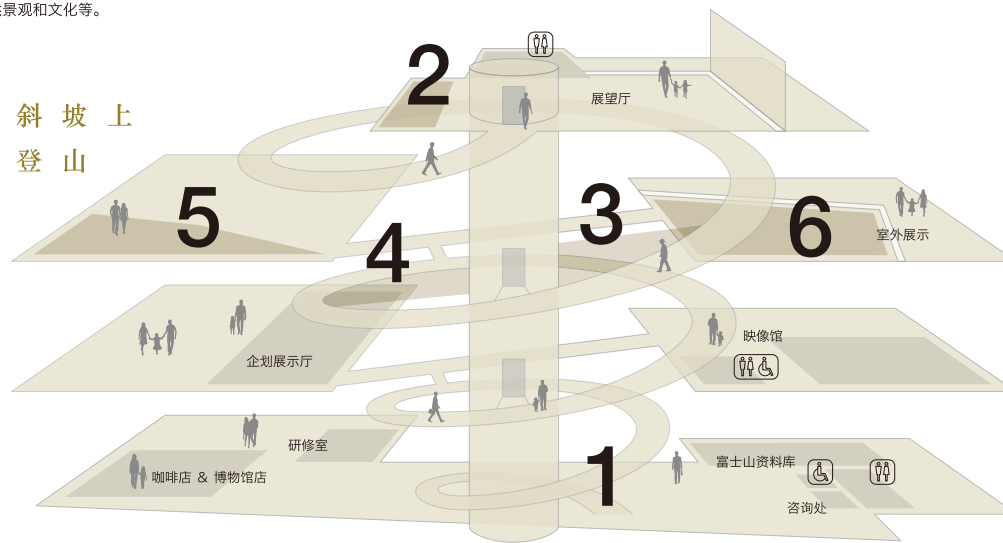 景观和文化等。
斜坡上
登山
2
展望厅
5
4
3
6
室外展示
企划展示厅
映像馆
研修室
咖啡店 & 博物馆店
1
富士山资料库
咨询处